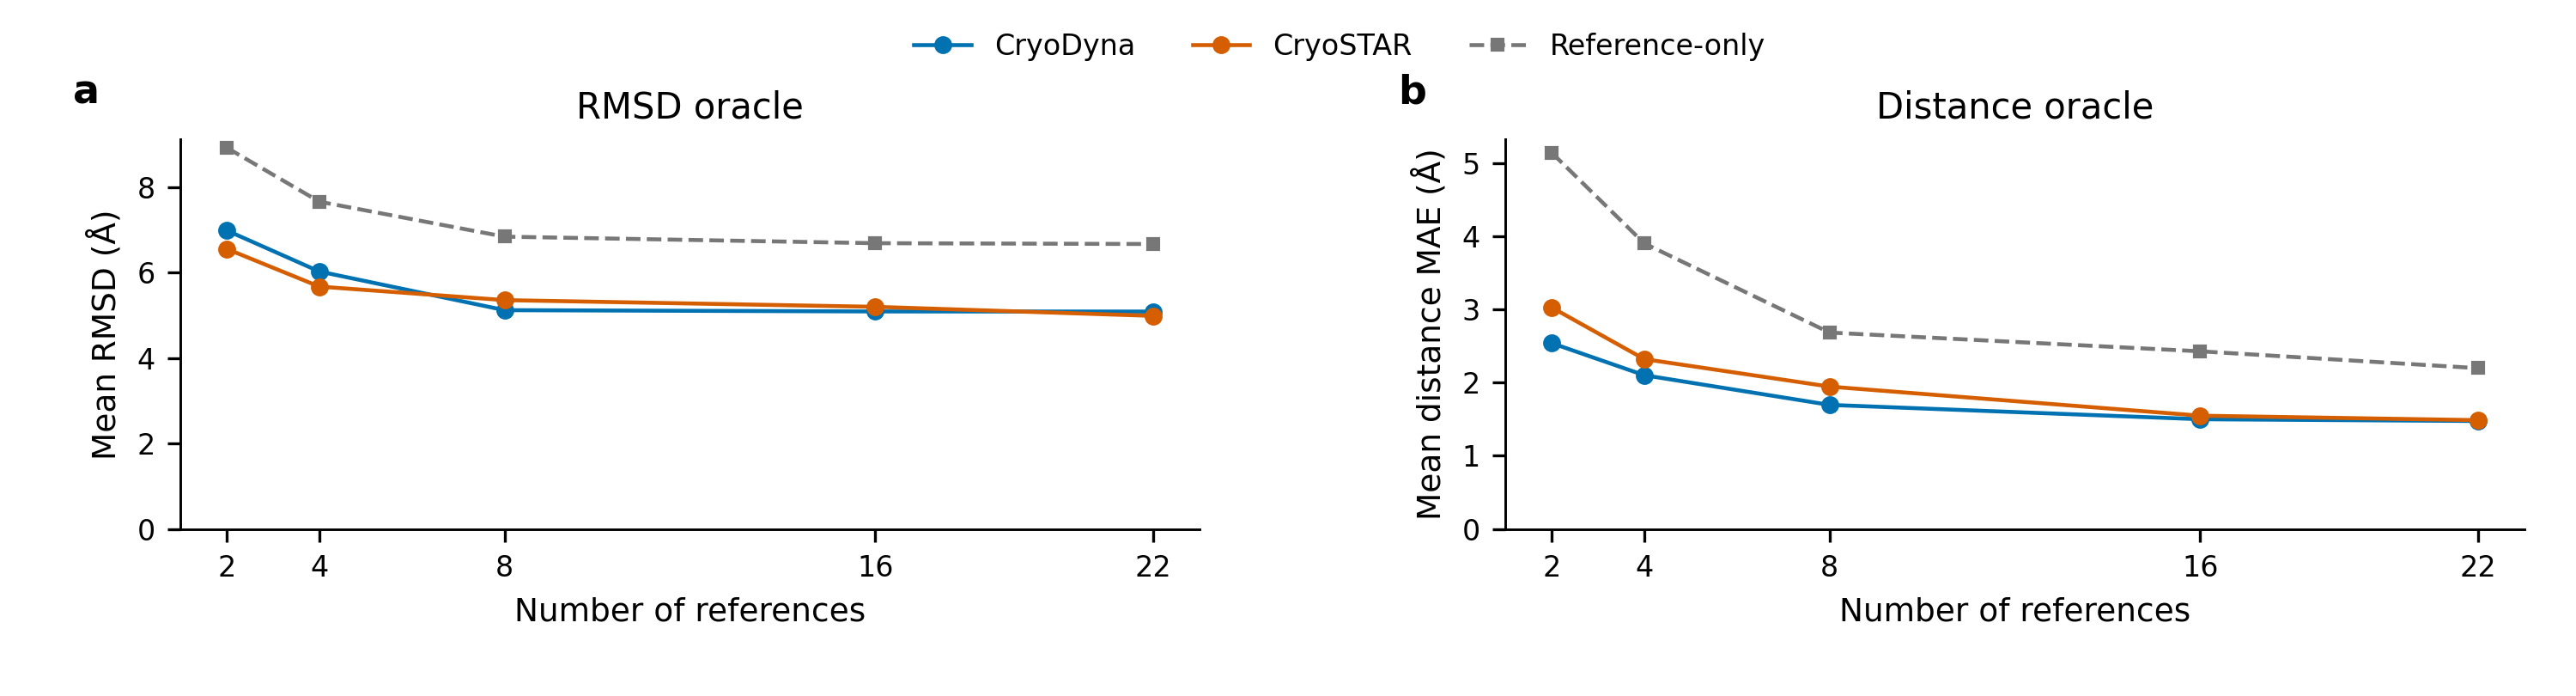 CryoDyna CryoSTAR Reference-only
a
RMSD oracle
Mean RMSD (Å)
8
6
4
2
0
2 4 8 16 22
Number of references
b
Distance oracle
Mean distance MAE (Å)
5
4
3
2
1
0
2 4 8 16 22
Number of references